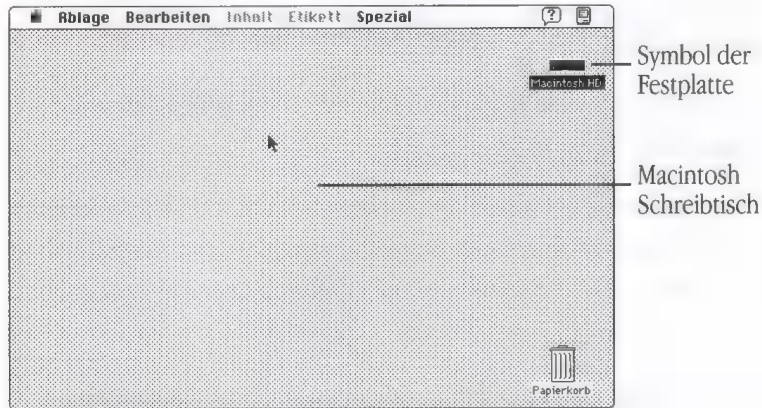 Ablage Bearbeiten Inhalt Etikett Spezial
Macintosh HD
Symbol der
Festplatte
Macintosh
Schreibtisch
Papierkorb